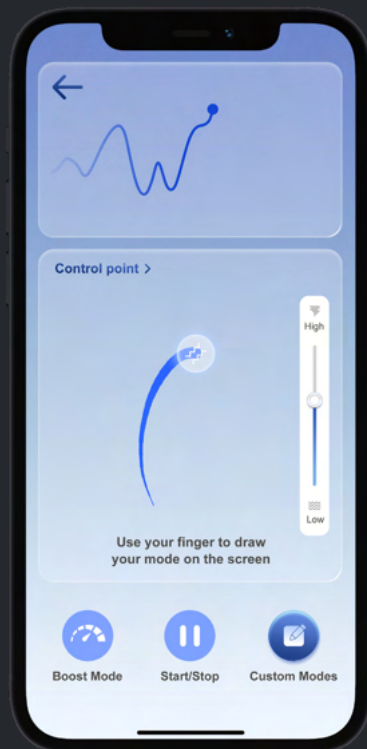 Control point >
High
Low
Use your finger to draw
your mode on the screen
Boost Mode
Start/Stop
Custom Modes